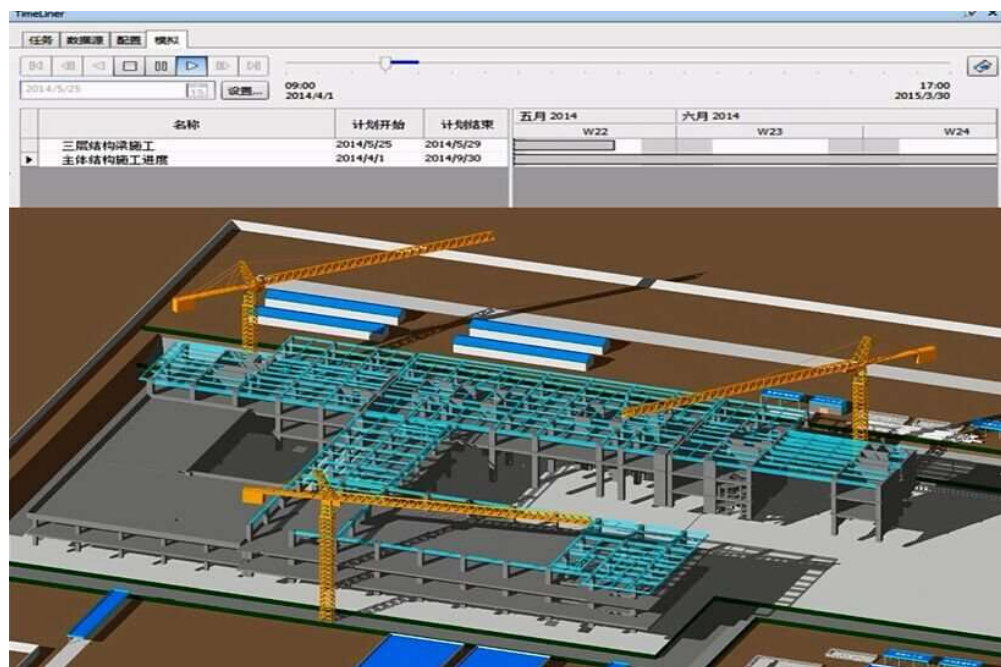 TimeLiner
任务 数据源 配置 模拟
2014/5/25 15 设置... 09:00 2014/4/1 17:00 2015/3/30
名称 计划开始 计划结束 五月 2014 六月 2014
W22 W23 W24
三层结构梁施工 2014/5/25 2014/5/29
主体结构施工进度 2014/4/1 2014/9/30